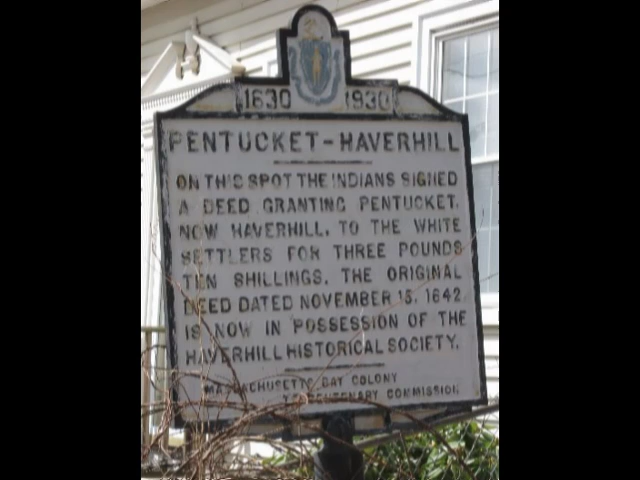 1630 1930
PENTUCKET-HAVERHILL
ON THIS SPOT THE INDIANS SIGNED
A DEED GRANTING PENTUCKET,
NOW HAVERHILL, TO THE WHITE
SETTLERS FOR THREE POUNDS
TEN SHILLINGS. THE ORIGINAL
DEED DATED NOVEMBER 15, 1642
IS NOW IN POSSESSION OF THE
HAVERHILL HISTORICAL SOCIETY.
MASSACHUSETTS BAY COLONY
TERCENTENARY COMMISSION